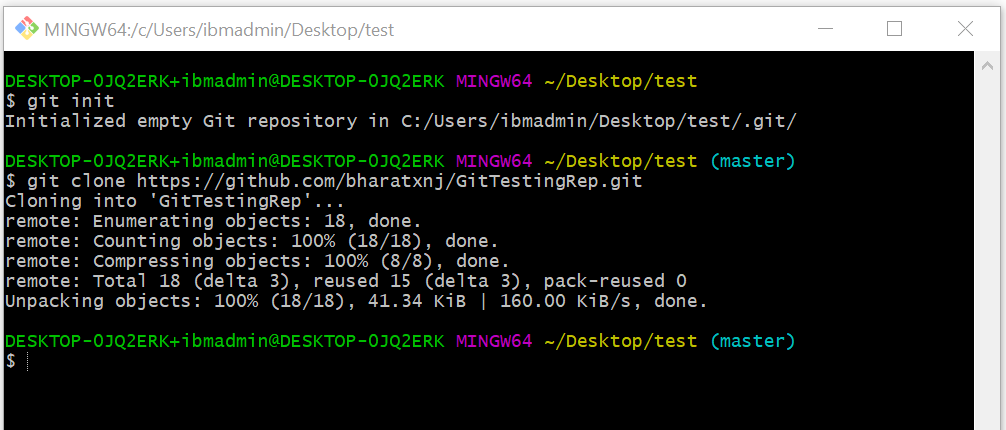 MINGW64:/c/Users/ibmadmin/Desktop/test
DESKTOP-0JQ2ERK+ibmadmin@DESKTOP-0JQ2ERK MINGW64 ~/Desktop/test
$ git init
Initialized empty Git repository in C:/Users/ibmadmin/Desktop/test/.git/
DESKTOP-0JQ2ERK+ibmadmin@DESKTOP-0JQ2ERK MINGW64 ~/Desktop/test (master)
$ git clone https://github.com/bharatxnj/GitTestingRep.git
Cloning into 'GitTestingRep'...
remote: Enumerating objects: 18, done.
remote: Counting objects: 100% (18/18), done.
remote: Compressing objects: 100% (8/8), done.
remote: Total 18 (delta 3), reused 15 (delta 3), pack-reused 0
Unpacking objects: 100% (18/18), 41.34 KiB | 160.00 KiB/s, done.
DESKTOP-0JQ2ERK+ibmadmin@DESKTOP-0JQ2ERK MINGW64 ~/Desktop/test (master)
$